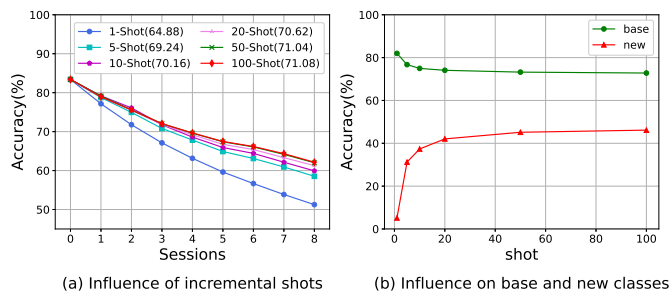 100
90
80
70
60
50
Accuracy(%)
1-Shot(64.88)
5-Shot(69.24)
10-Shot(70.16)
20-Shot(70.62)
50-Shot(71.04)
100-Shot(71.08)
0 1 2 3 4 5 6 7 8
Sessions
(a) Influence of incremental shots
100
80
60
40
20
0
Accuracy(%)
base
new
0 20 40 60 80 100
shot
(b) Influence on base and new classes